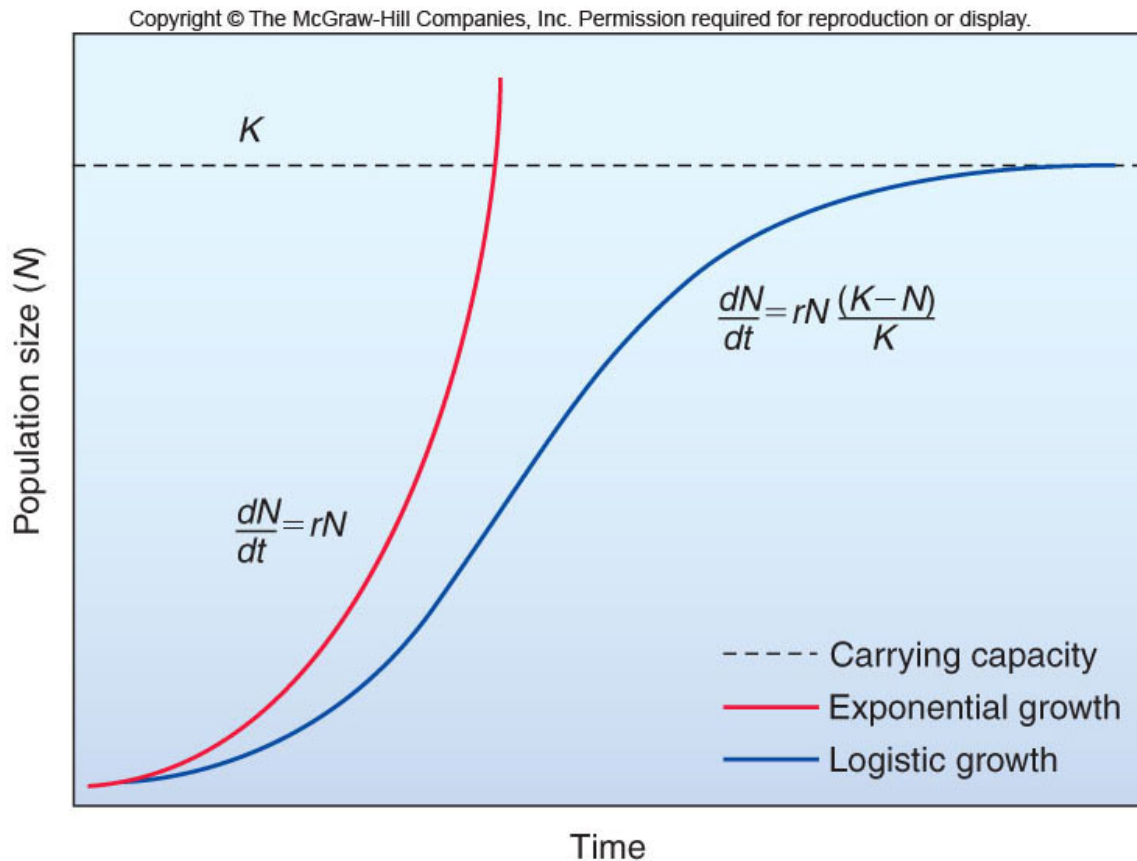 Copyright © The McGraw-Hill Companies, Inc. Permission required for reproduction or display.
K
Population size (N)
dN/dt = rN (K–N)/K
dN/dt = rN
Carrying capacity
Exponential growth
Logistic growth
Time